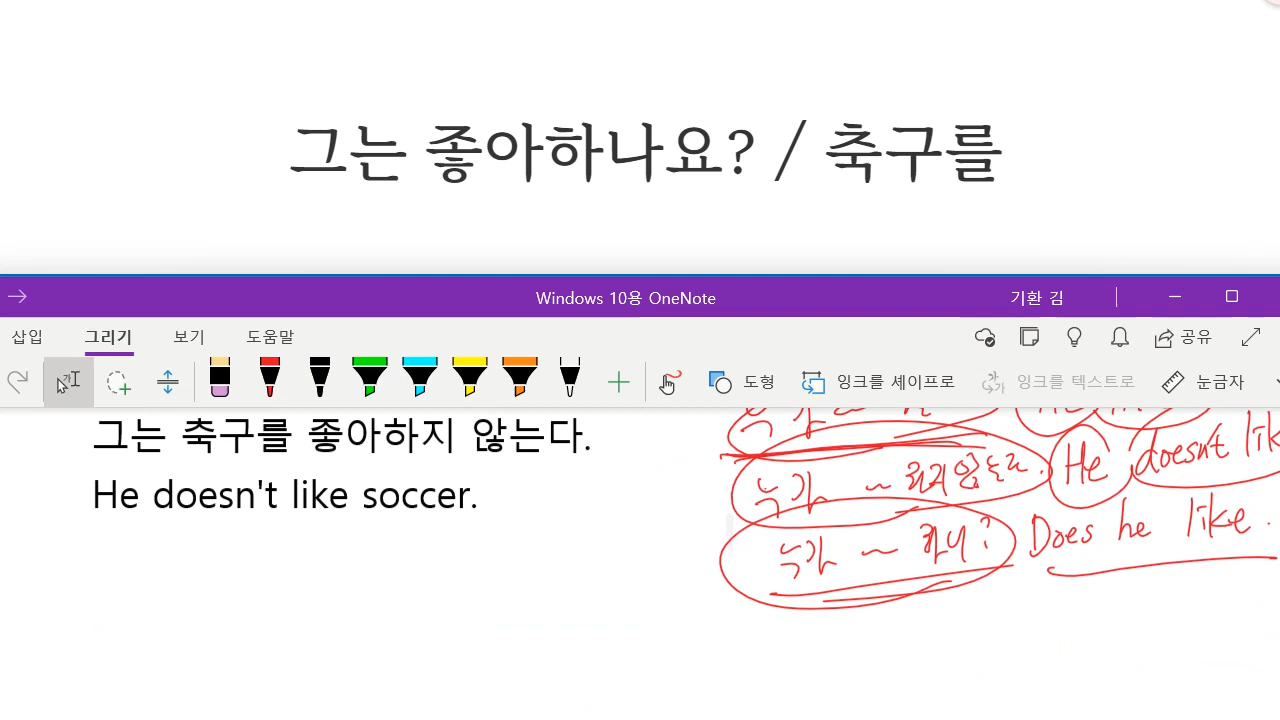 그는 좋아하나요? / 축구를
Windows 10용 OneNote 기환 김
삽입 그리기 보기 도움말 공유
도형 잉크를 셰이프로 잉크를 텍스트로 눈금자
그는 축구를 좋아하지 않는다.
He doesn't like
He doesn't like soccer.
누가 ~
누가 ~ 하니? Does he like.